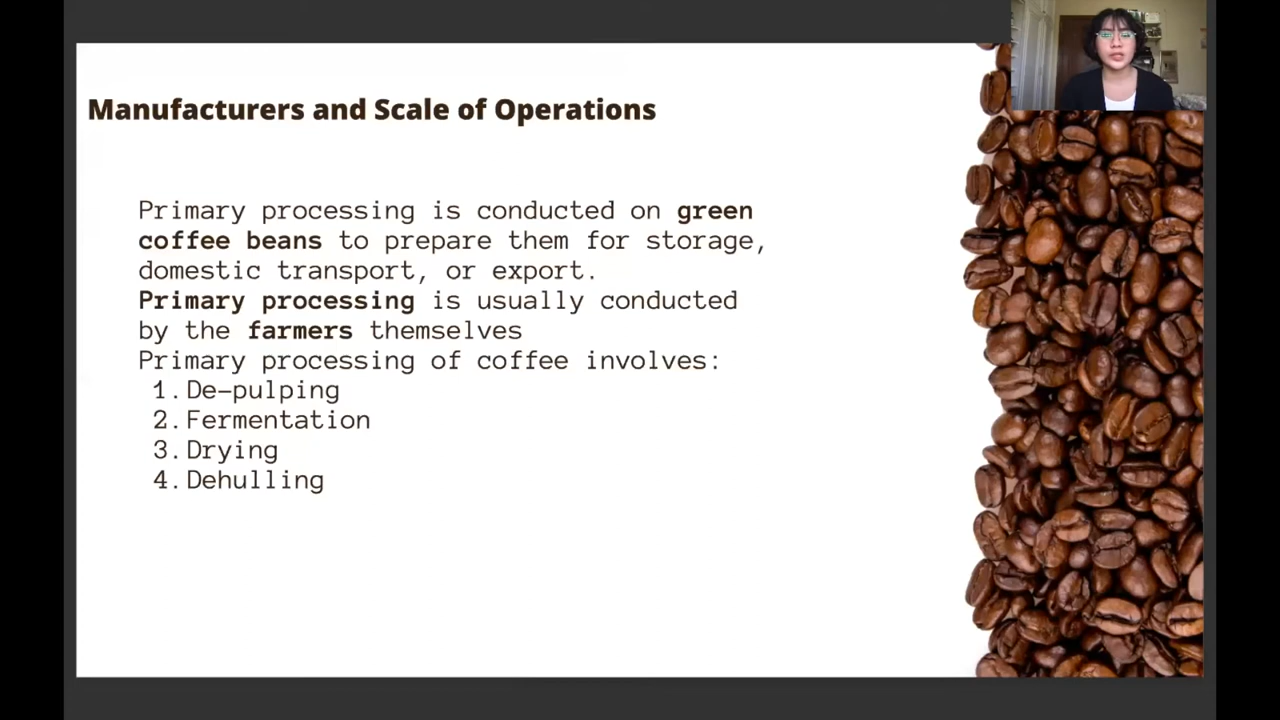 Manufacturers and Scale of Operations
Primary processing is conducted on green
coffee beans to prepare them for storage,
domestic transport, or export.
Primary processing is usually conducted
by the farmers themselves
Primary processing of coffee involves:
1. De-pulping
2. Fermentation
3. Drying
4. Dehulling